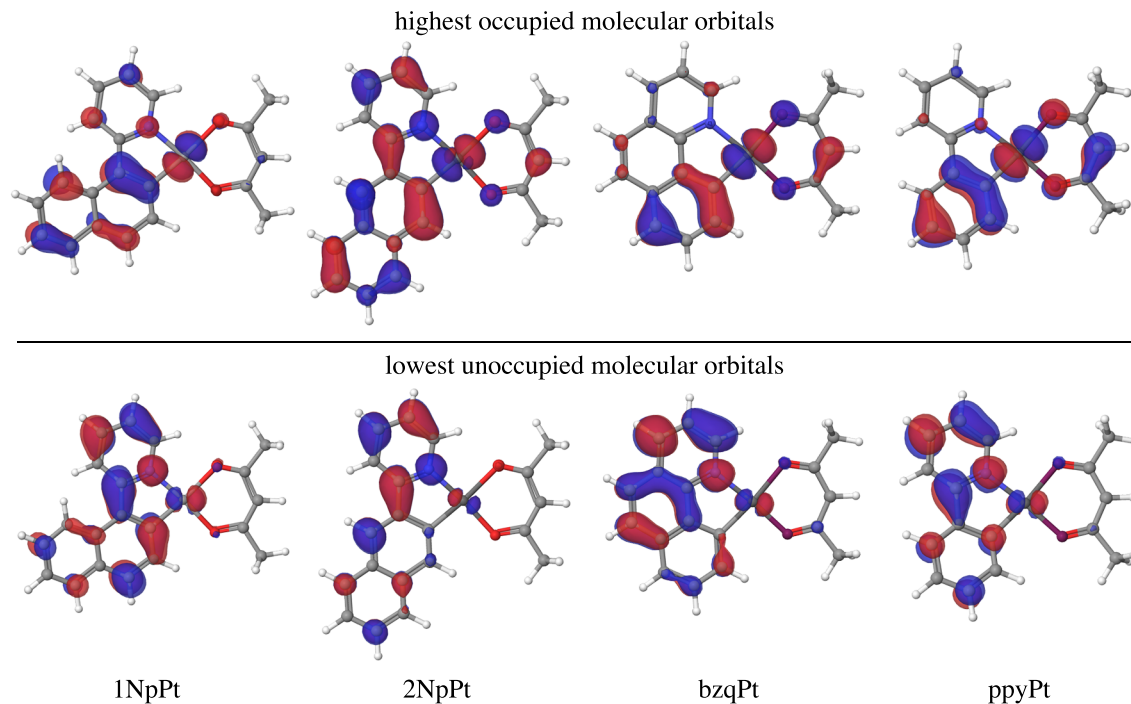 highest occupied molecular orbitals
lowest unoccupied molecular orbitals
1NpPt 2NpPt bzqPt ppyPt